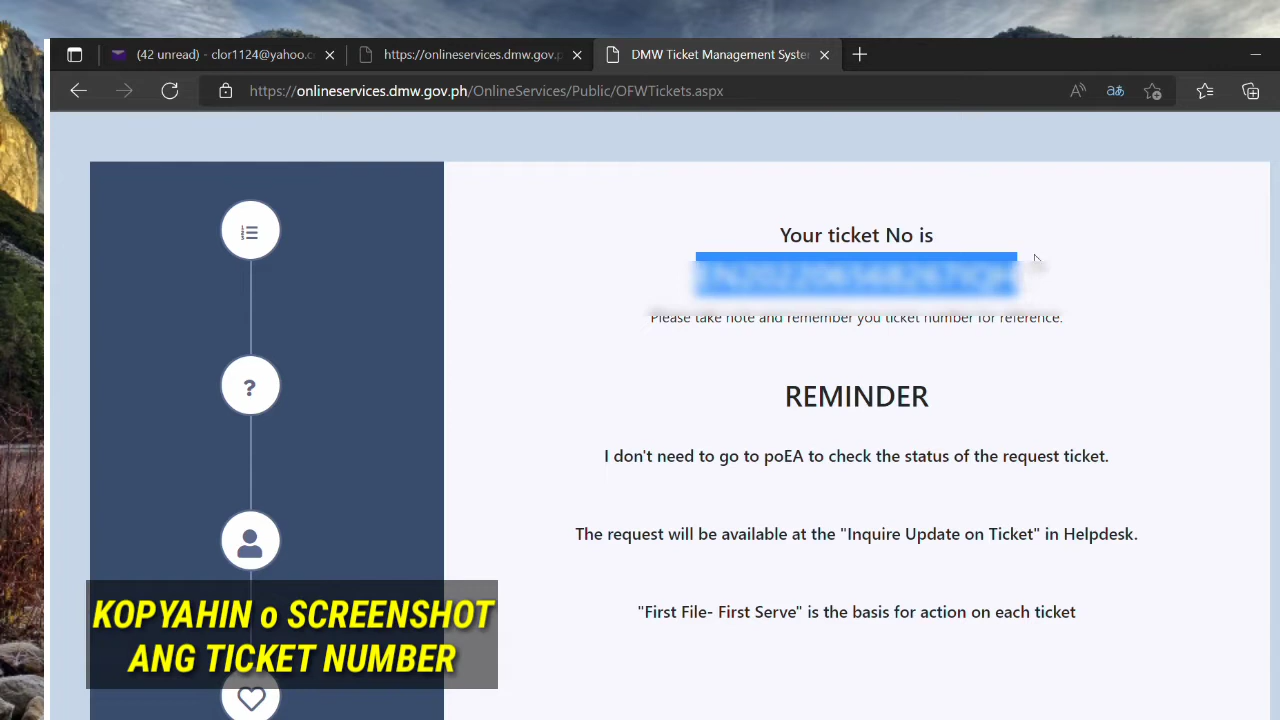 (42 unread) - clor1124@yahoo.c
https://onlineservices.dmw.gov.p
DMW Ticket Management Syste
https://onlineservices.dmw.gov.ph/OnlineServices/Public/OFWTickets.aspx
Your ticket No is
Please take note and remember you ticket number for reference.
REMINDER
I don't need to go to poEA to check the status of the request ticket.
?
The request will be available at the "Inquire Update on Ticket" in Helpdesk.
"First File- First Serve" is the basis for action on each ticket
KOPYAHIN o SCREENSHOT
ANG TICKET NUMBER